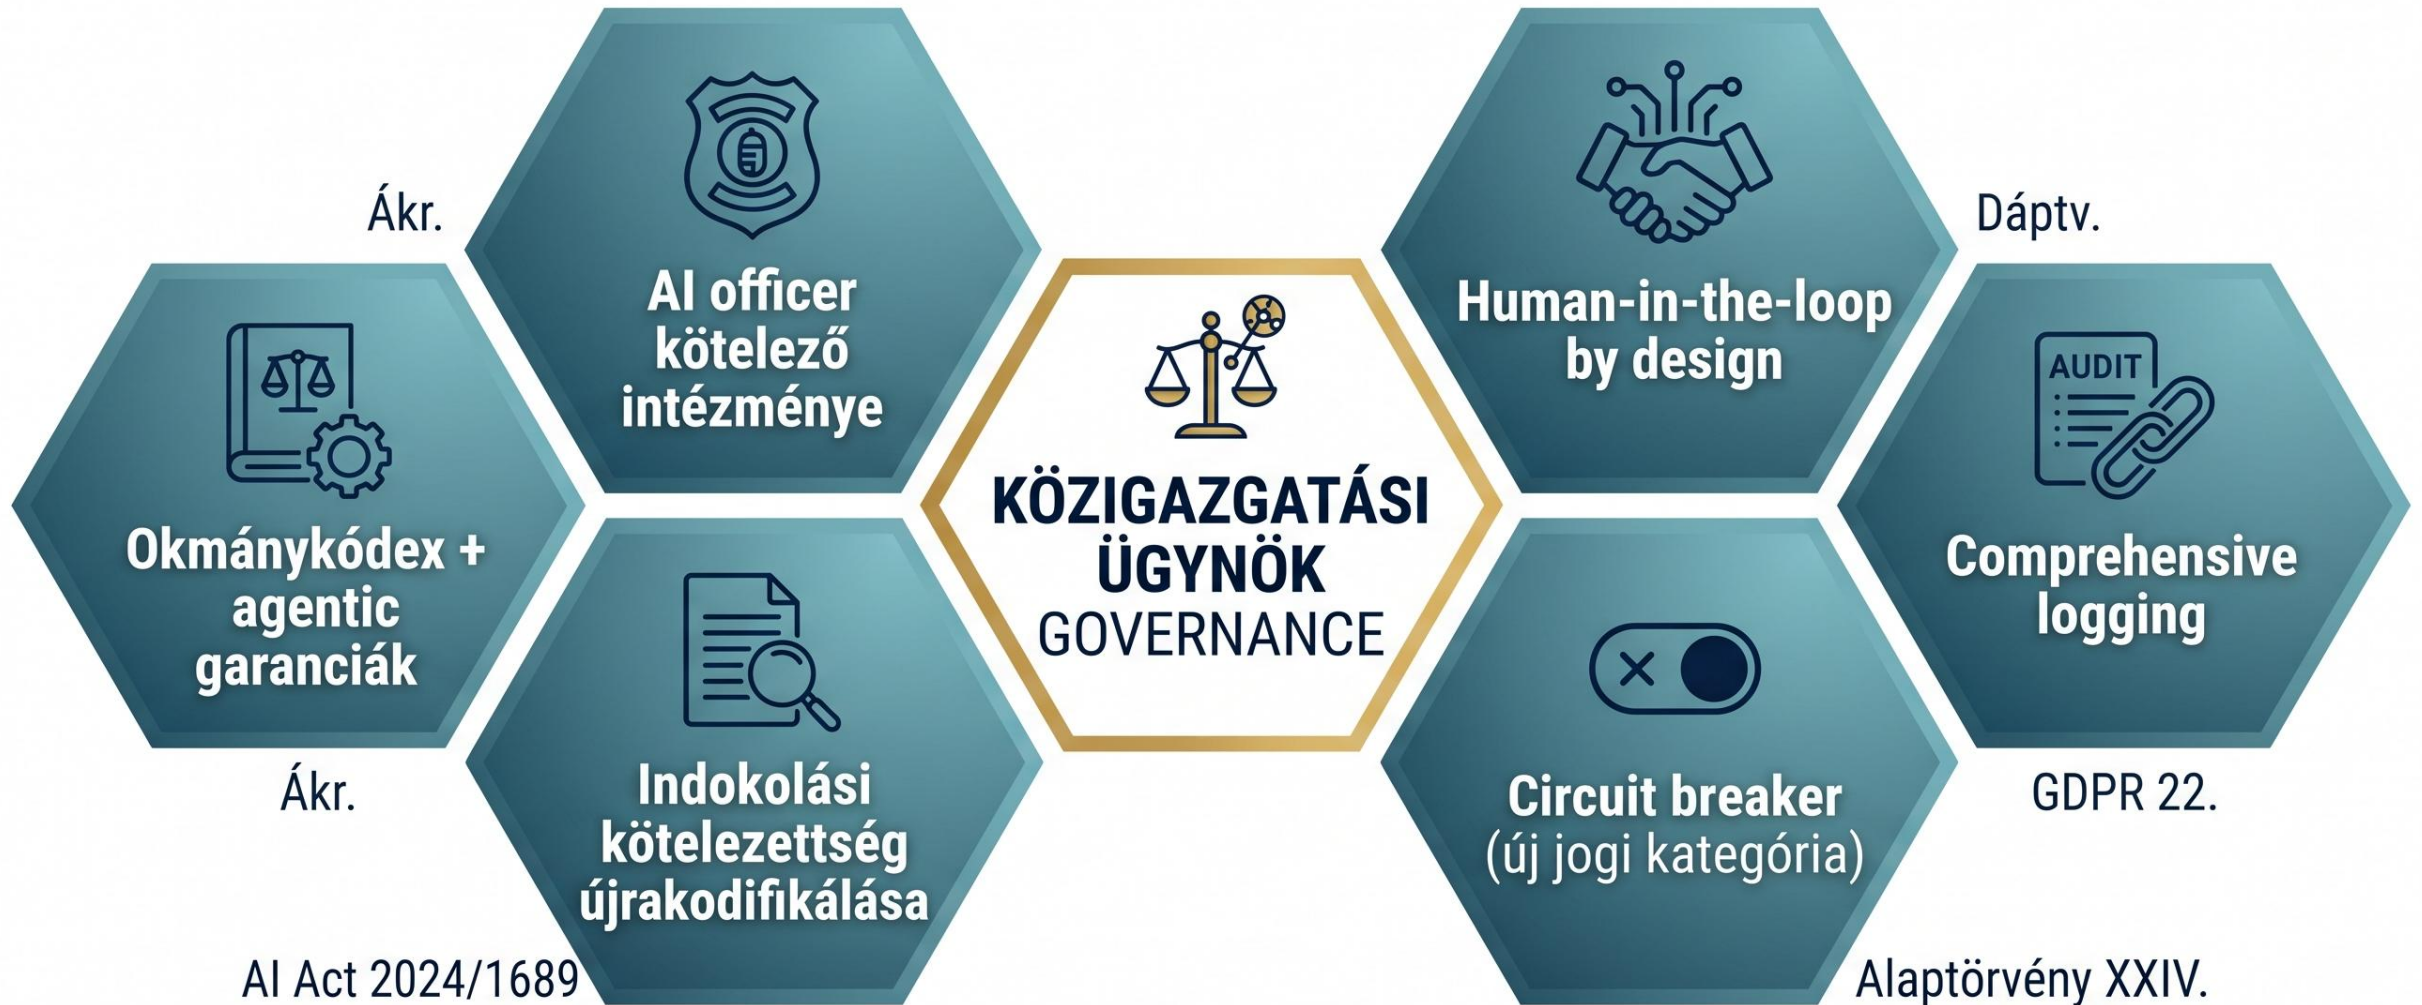 Ákr.
AI officer
kötelező
intézménye
Okmánykódex +
agentic
garanciák
Ákr.
Indokolási
kötelezettség
újrakodifikálása
AI Act 2024/1689
KÖZIGAZGATÁSI
ÜGYNÖK
GOVERNANCE
Human-in-the-loop
by design
Dáptv.
AUDIT
Comprehensive
logging
GDPR 22.
Circuit breaker
(új jogi kategória)
Alaptörvény XXIV.